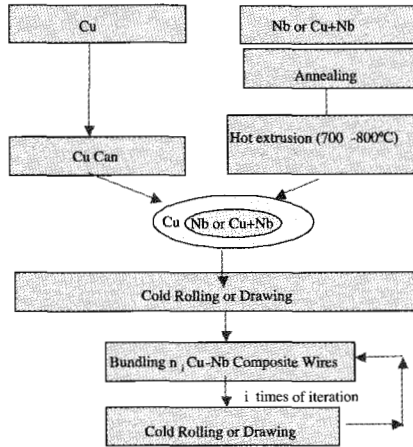 Cu
Nb or Cu+Nb
Annealing
Cu Can
Hot extrusion (700 -800ºC)
Cu Nb or Cu+Nb
Cold Rolling or Drawing
Bundling n i Cu-Nb Composite Wires
i times of iteration
Cold Rolling or Drawing